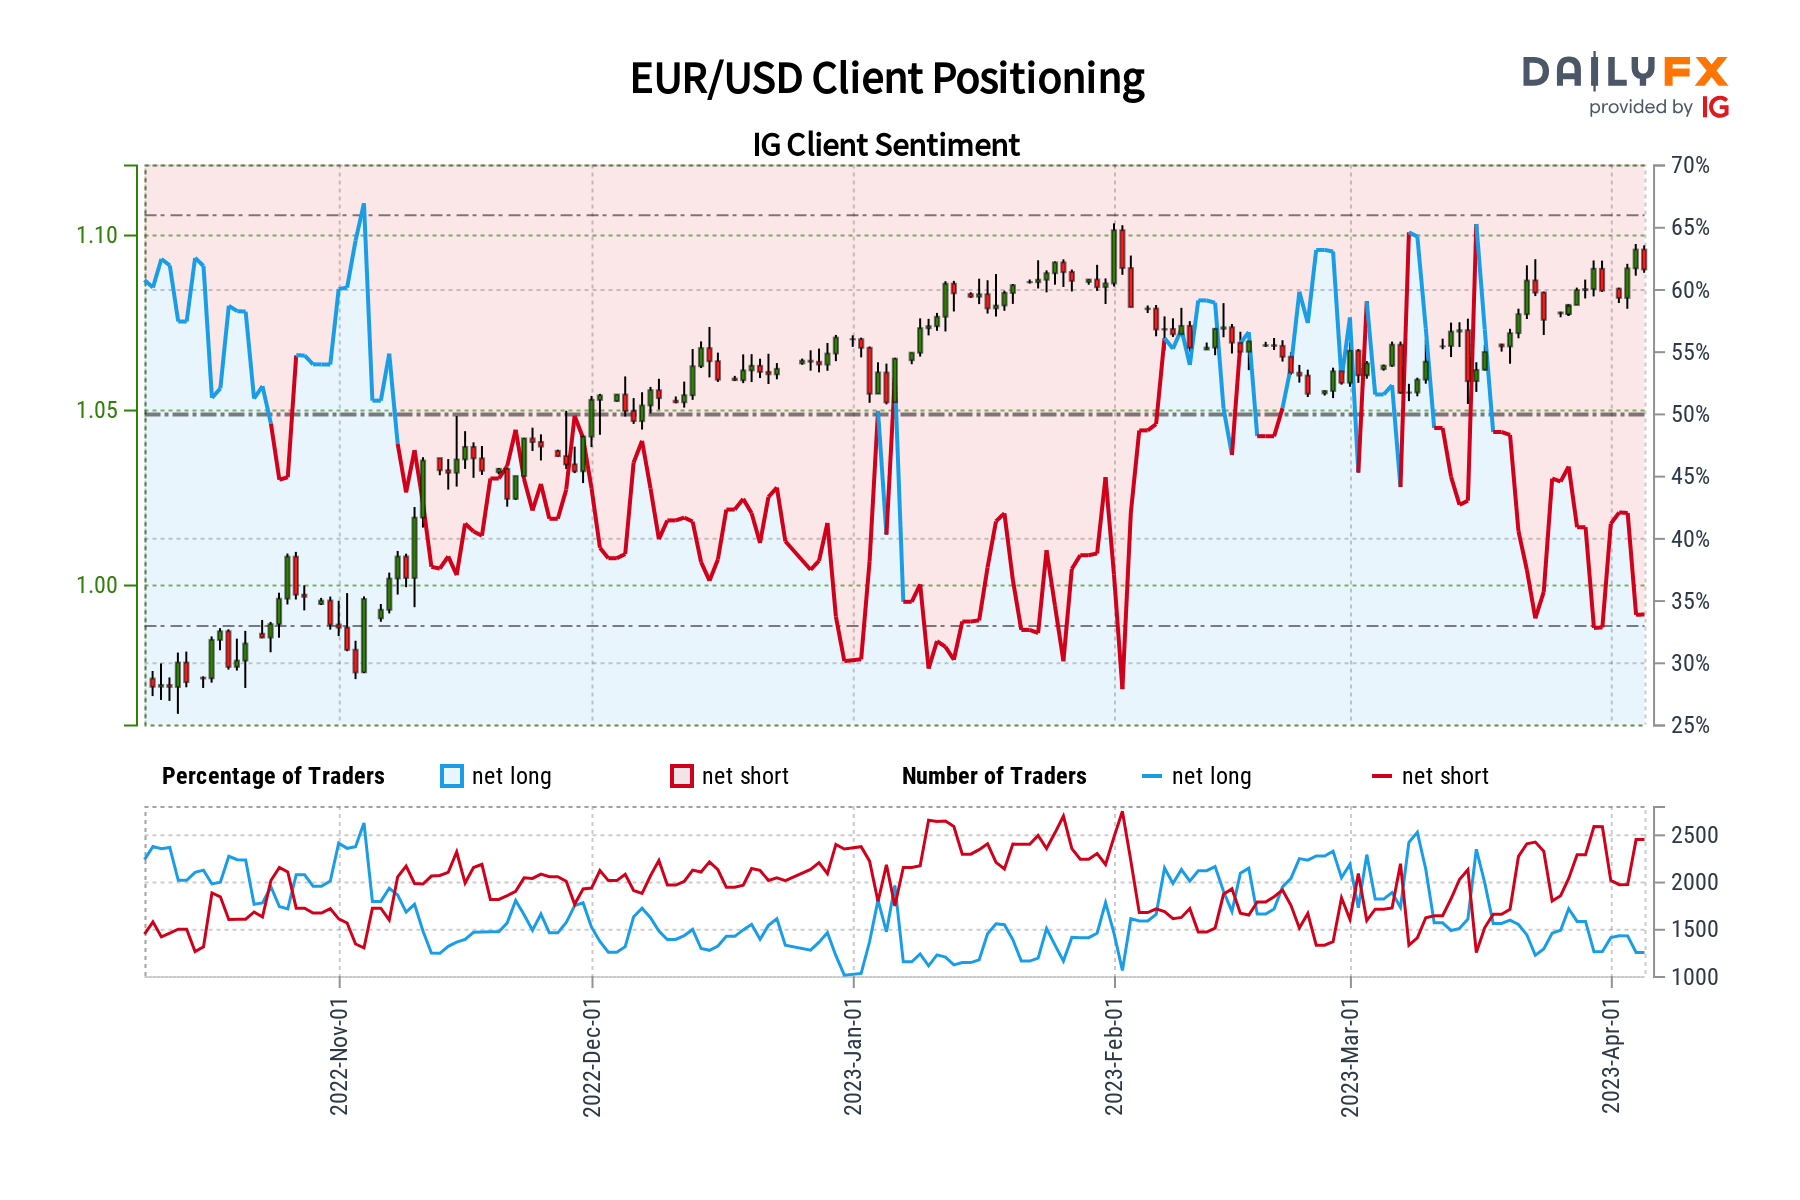 EUR/USD Client Positioning
DAILYFX
provided by IG
IG Client Sentiment
70%
1.10
65%
60%
55%
1.05
50%
45%
40%
1.00
35%
30%
25%
Percentage of Traders net long net short Number of Traders net long net short
2500
2000
1500
1000
2022-Nov-01
2022-Dec-01
2023-Jan-01
2023-Feb-01
2023-Mar-01
2023-Apr-01